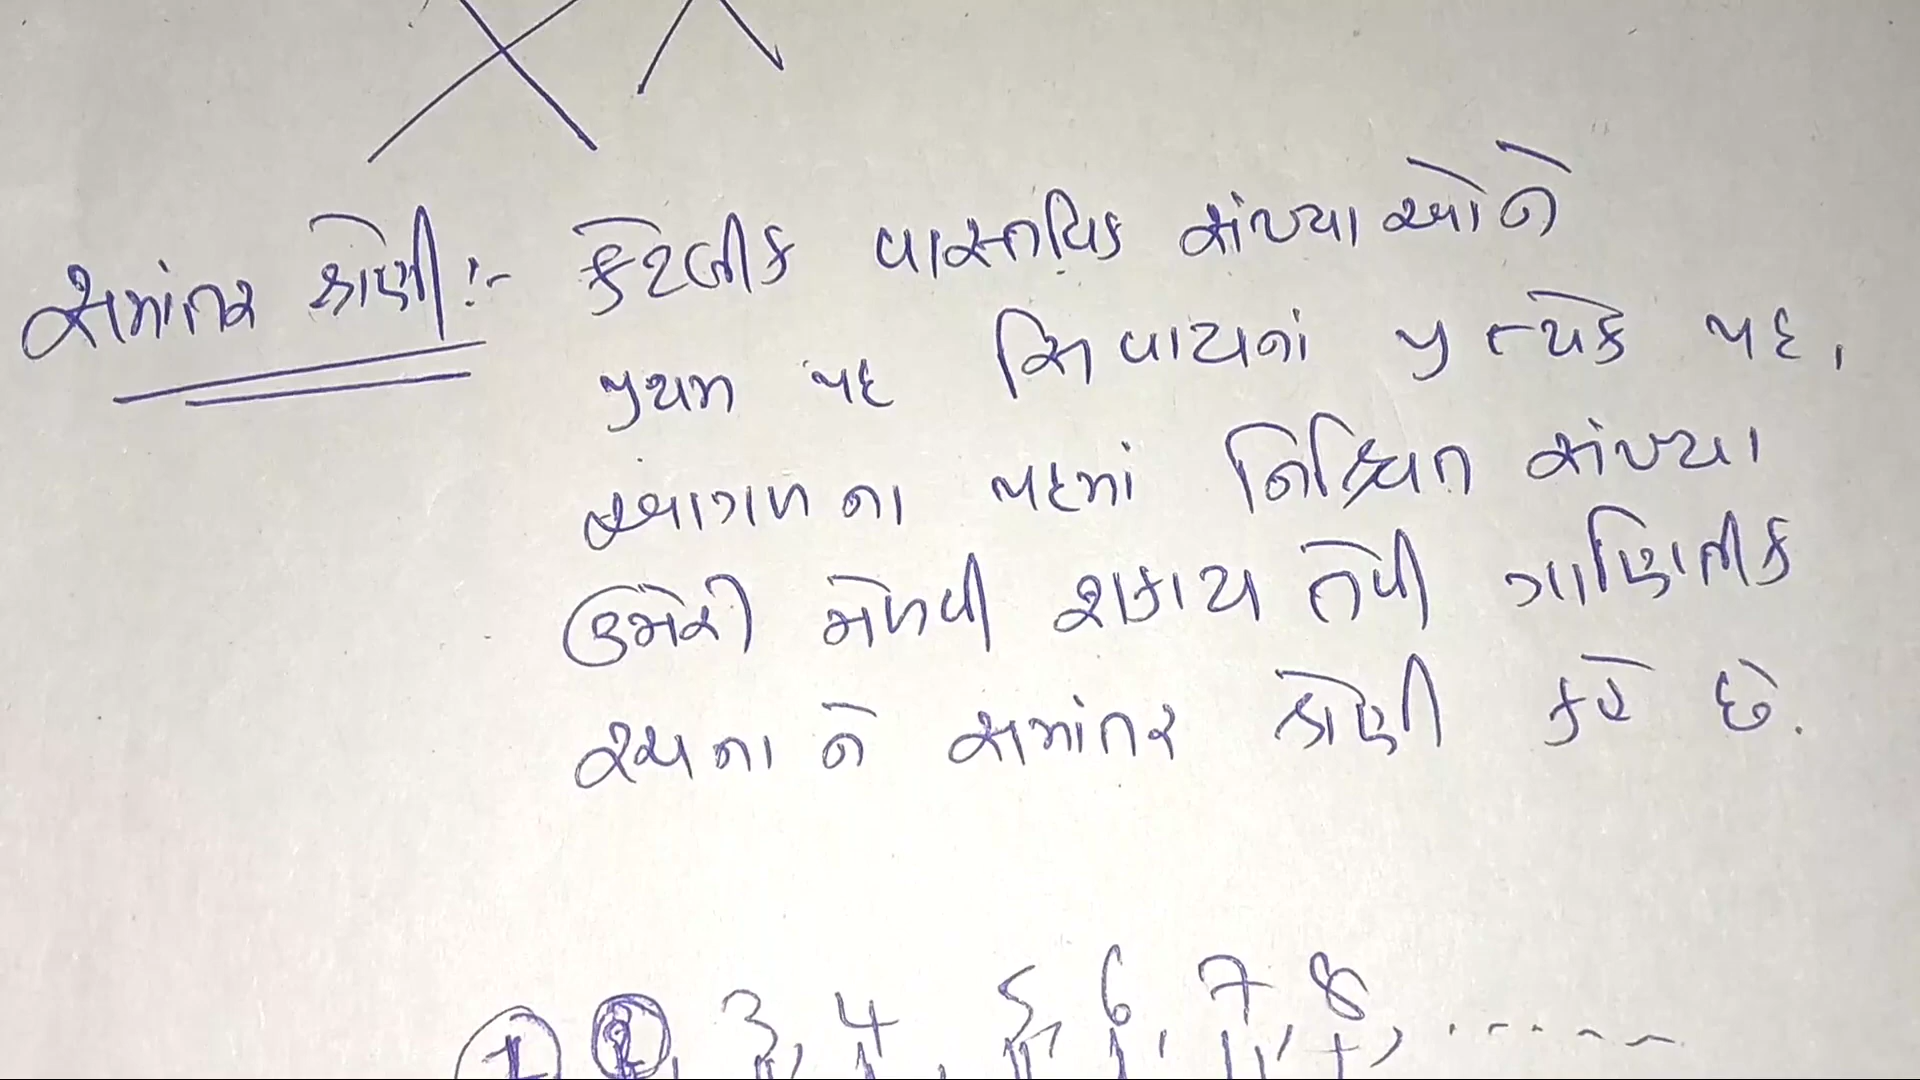 સમાંતર શ્રેણી :- કેટલીક વાસ્તવિક સંખ્યાઓને
પ્રથમ પદ સિવાયનાં પ્રત્યેક પદ,
આગળના પદમાં નિશ્ચિત સંખ્યા
ઉમેરી મેળવી શકાય તેવી ગાણિતીક
રચના ને સમાંતર શ્રેણી કહે છે.
1 2, 3, 4, 5, 6, 7, 8, .......